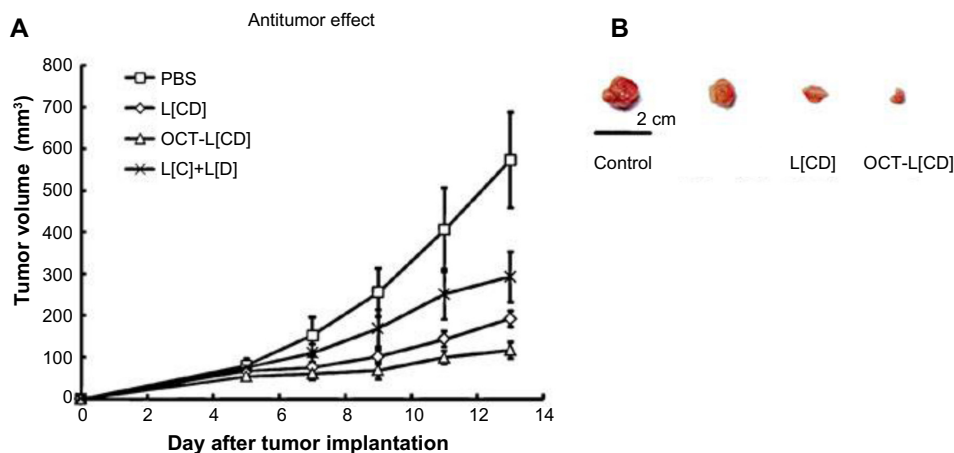 A
Antitumor effect
800
700
600
500
400
300
200
100
0
Tumor volume (mm³)
PBS
L[CD]
OCT-L[CD]
L[C]+L[D]
0 2 4 6 8 10 12 14
Day after tumor implantation
B
2 cm
Control L[CD] OCT-L[CD]